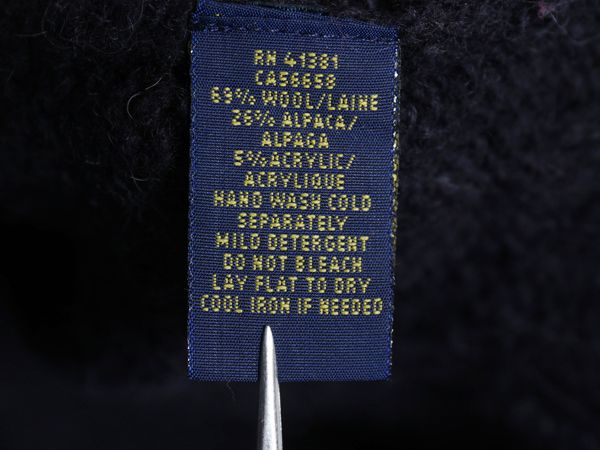 RN 41381
CA56658
69% WOOL/LAINE
26% ALPACA/
ALPAGA
5% ACRYLIC/
ACRYLIQUE
HAND WASH COLD
SEPARATELY
MILD DETERGENT
DO NOT BLEACH
LAY FLAT TO DRY
COOL IRON IF NEEDED